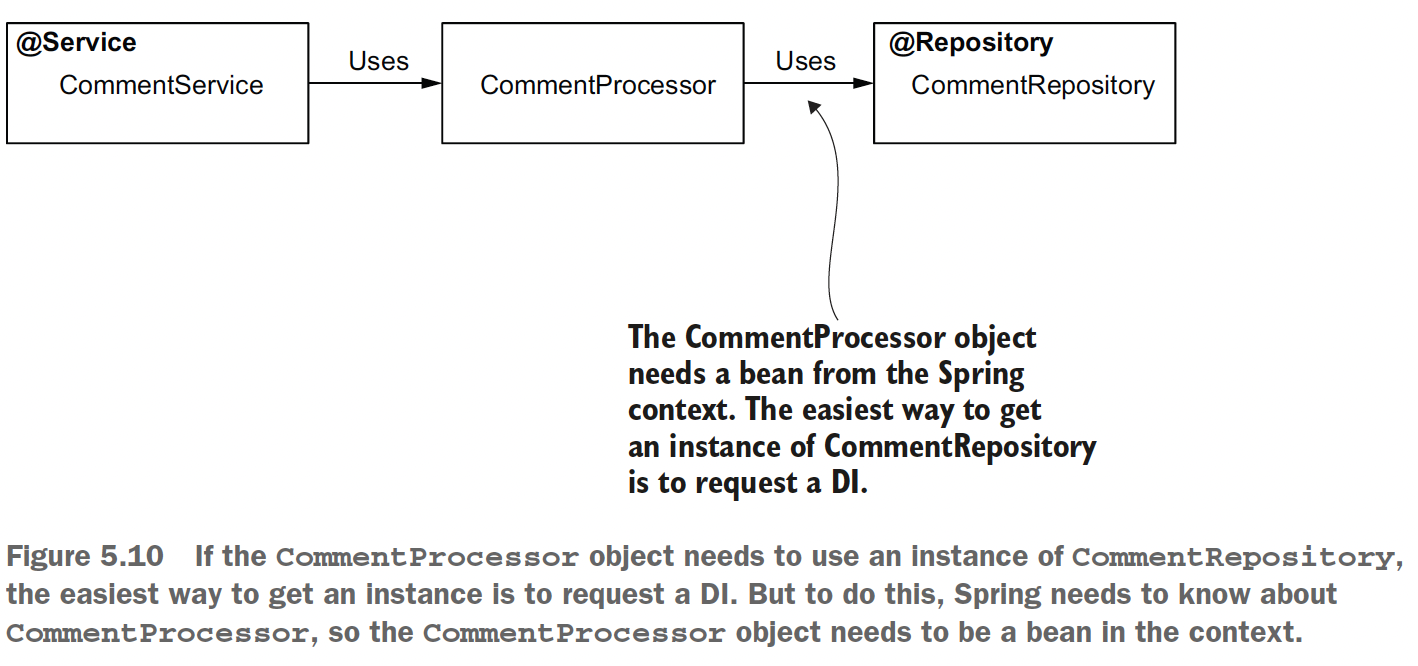 @Service
CommentService
Uses
CommentProcessor
Uses
@Repository
CommentRepository
The CommentProcessor object
needs a bean from the Spring
context. The easiest way to get
an instance of CommentRepository
is to request a DI.
Figure 5.10 If the CommentProcessor object needs to use an instance of CommentRepository,
the easiest way to get an instance is to request a DI. But to do this, Spring needs to know about
CommentProcessor, so the CommentProcessor object needs to be a bean in the context.